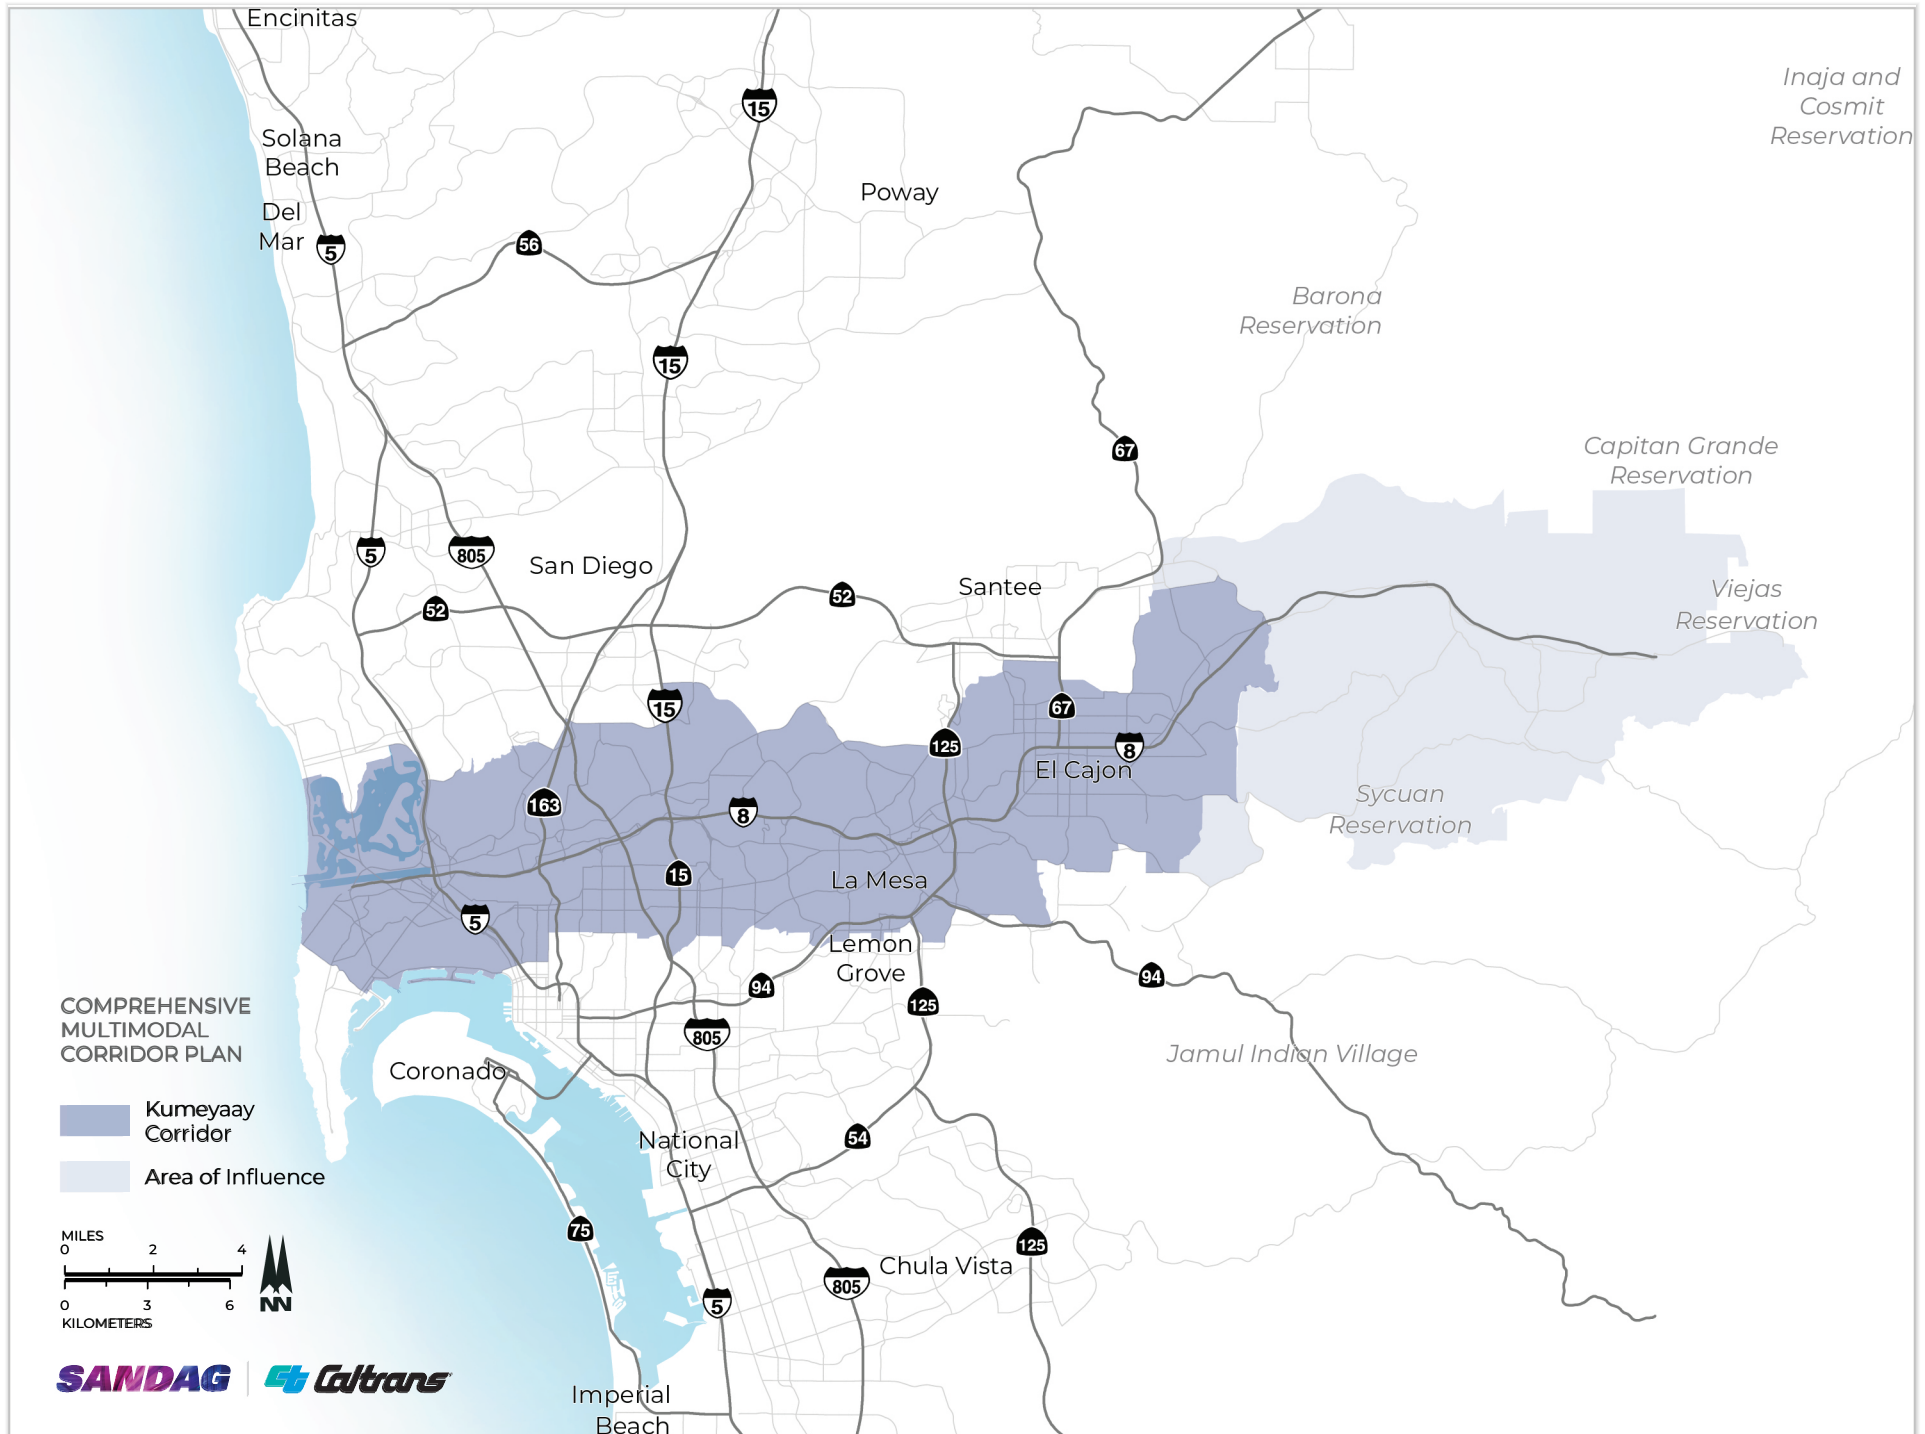 Encinitas
15
Inaja and
Cosmit
Reservation
Solana
Beach
Poway
Del
Mar
5
56
Barona
Reservation
15
67
Capitan Grande
Reservation
5
805
San Diego
52
52
Santee
Viejas
Reservation
15
67
125
8
El Cajon
163
8
Sycuan
Reservation
15
La Mesa
5
Lemon
Grove
94
94
125
805
COMPREHENSIVE
MULTIMODAL
CORRIDOR PLAN
Coronado
Jamul Indian Village
Kumeyaay
Corridor
National
City
54
Area of Influence
75
125
MILES
0 2 4
0 3 6
KILOMETERS
NN
Chula Vista
805
5
SANDAG
Caltrans
Imperial
Beach